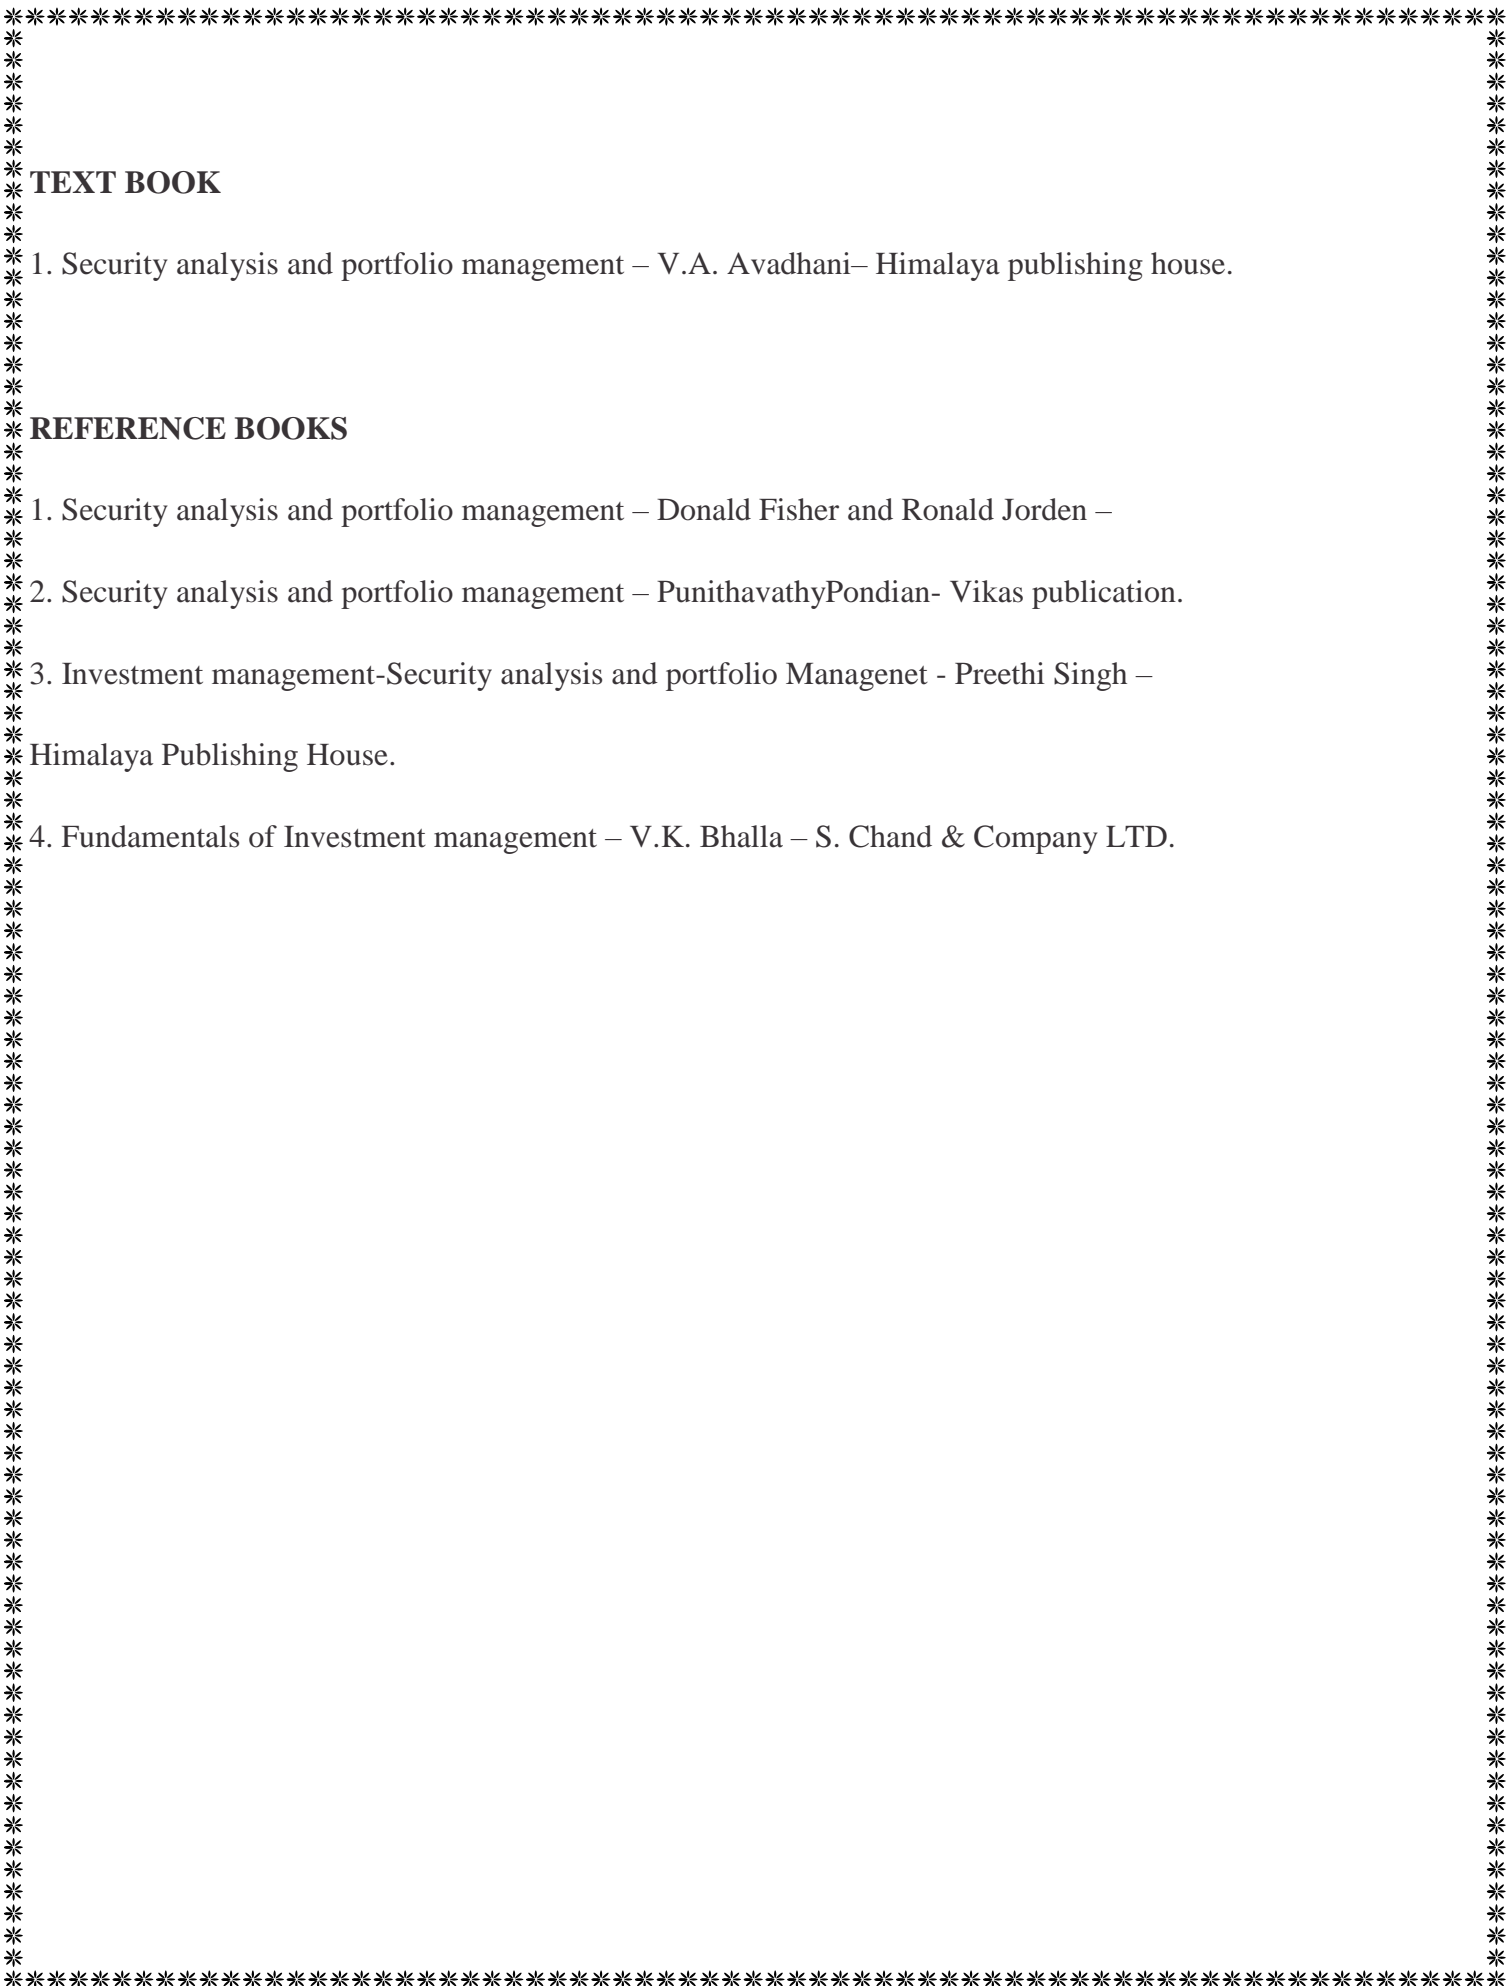 TEXT BOOK
1. Security analysis and portfolio management – V.A. Avadhani– Himalaya publishing house.
REFERENCE BOOKS
1. Security analysis and portfolio management – Donald Fisher and Ronald Jorden –
2. Security analysis and portfolio management – PunithavathyPondian- Vikas publication.
3. Investment management-Security analysis and portfolio Managenet - Preethi Singh –
Himalaya Publishing House.
4. Fundamentals of Investment management – V.K. Bhalla – S. Chand & Company LTD.